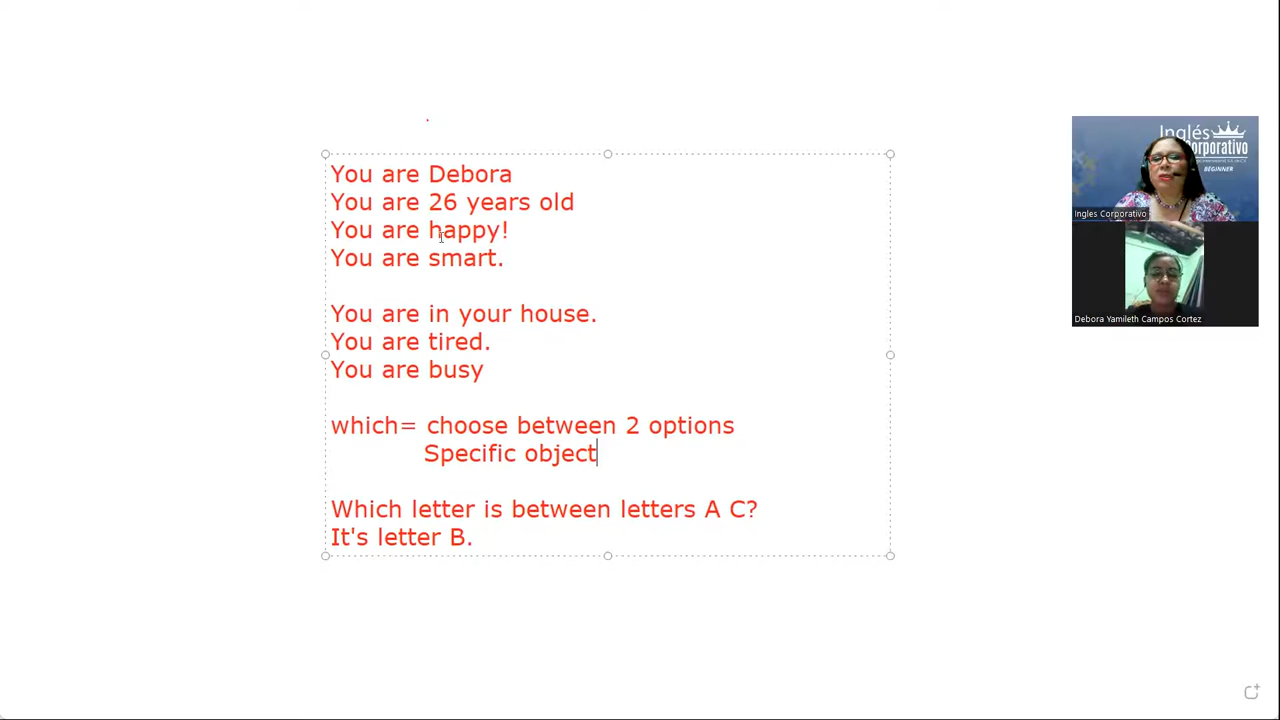 You are Debora
You are 26 years old
You are happy!
You are smart.
You are in your house.
You are tired.
You are busy
which= choose between 2 options
Specific object
Which letter is between letters A C?
It's letter B.
Inglés
Corporativo
BEGINNER
Ingles Corporativo
Debora Yamileth Campos Cortez